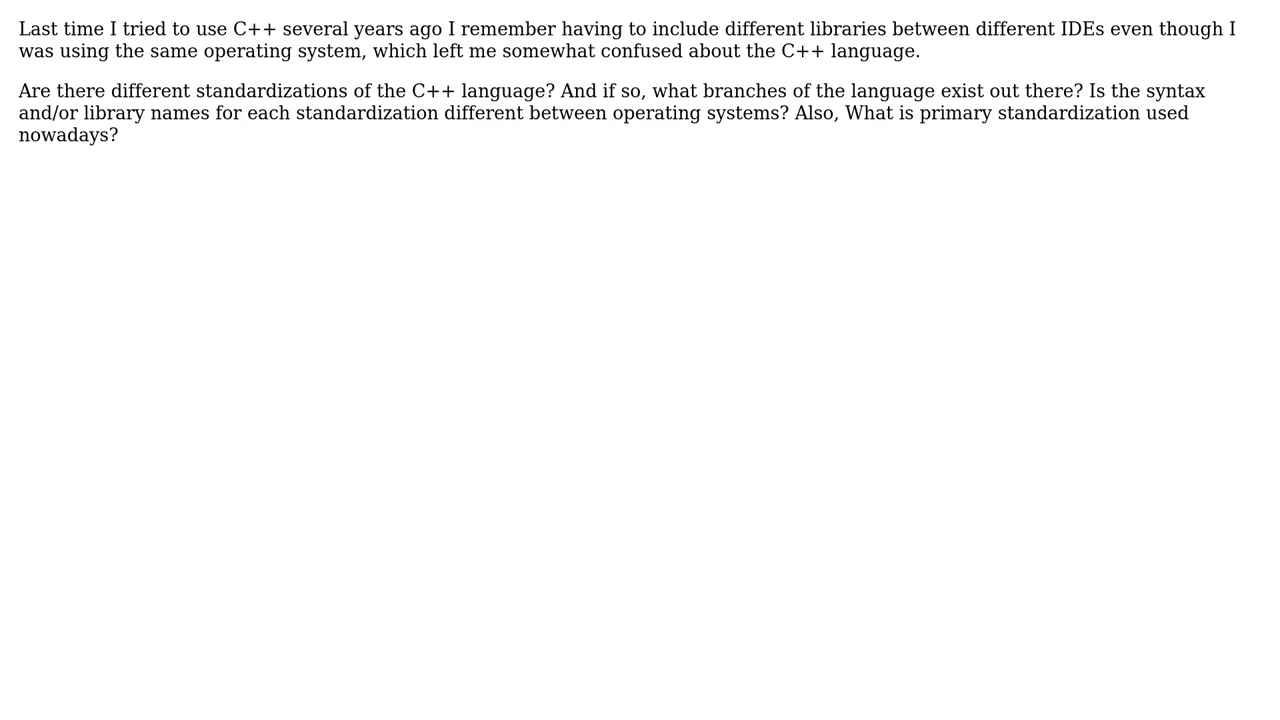 Last time I tried to use C++ several years ago I remember having to include different libraries between different IDEs even though I
was using the same operating system, which left me somewhat confused about the C++ language.
Are there different standardizations of the C++ language? And if so, what branches of the language exist out there? Is the syntax
and/or library names for each standardization different between operating systems? Also, What is primary standardization used
nowadays?